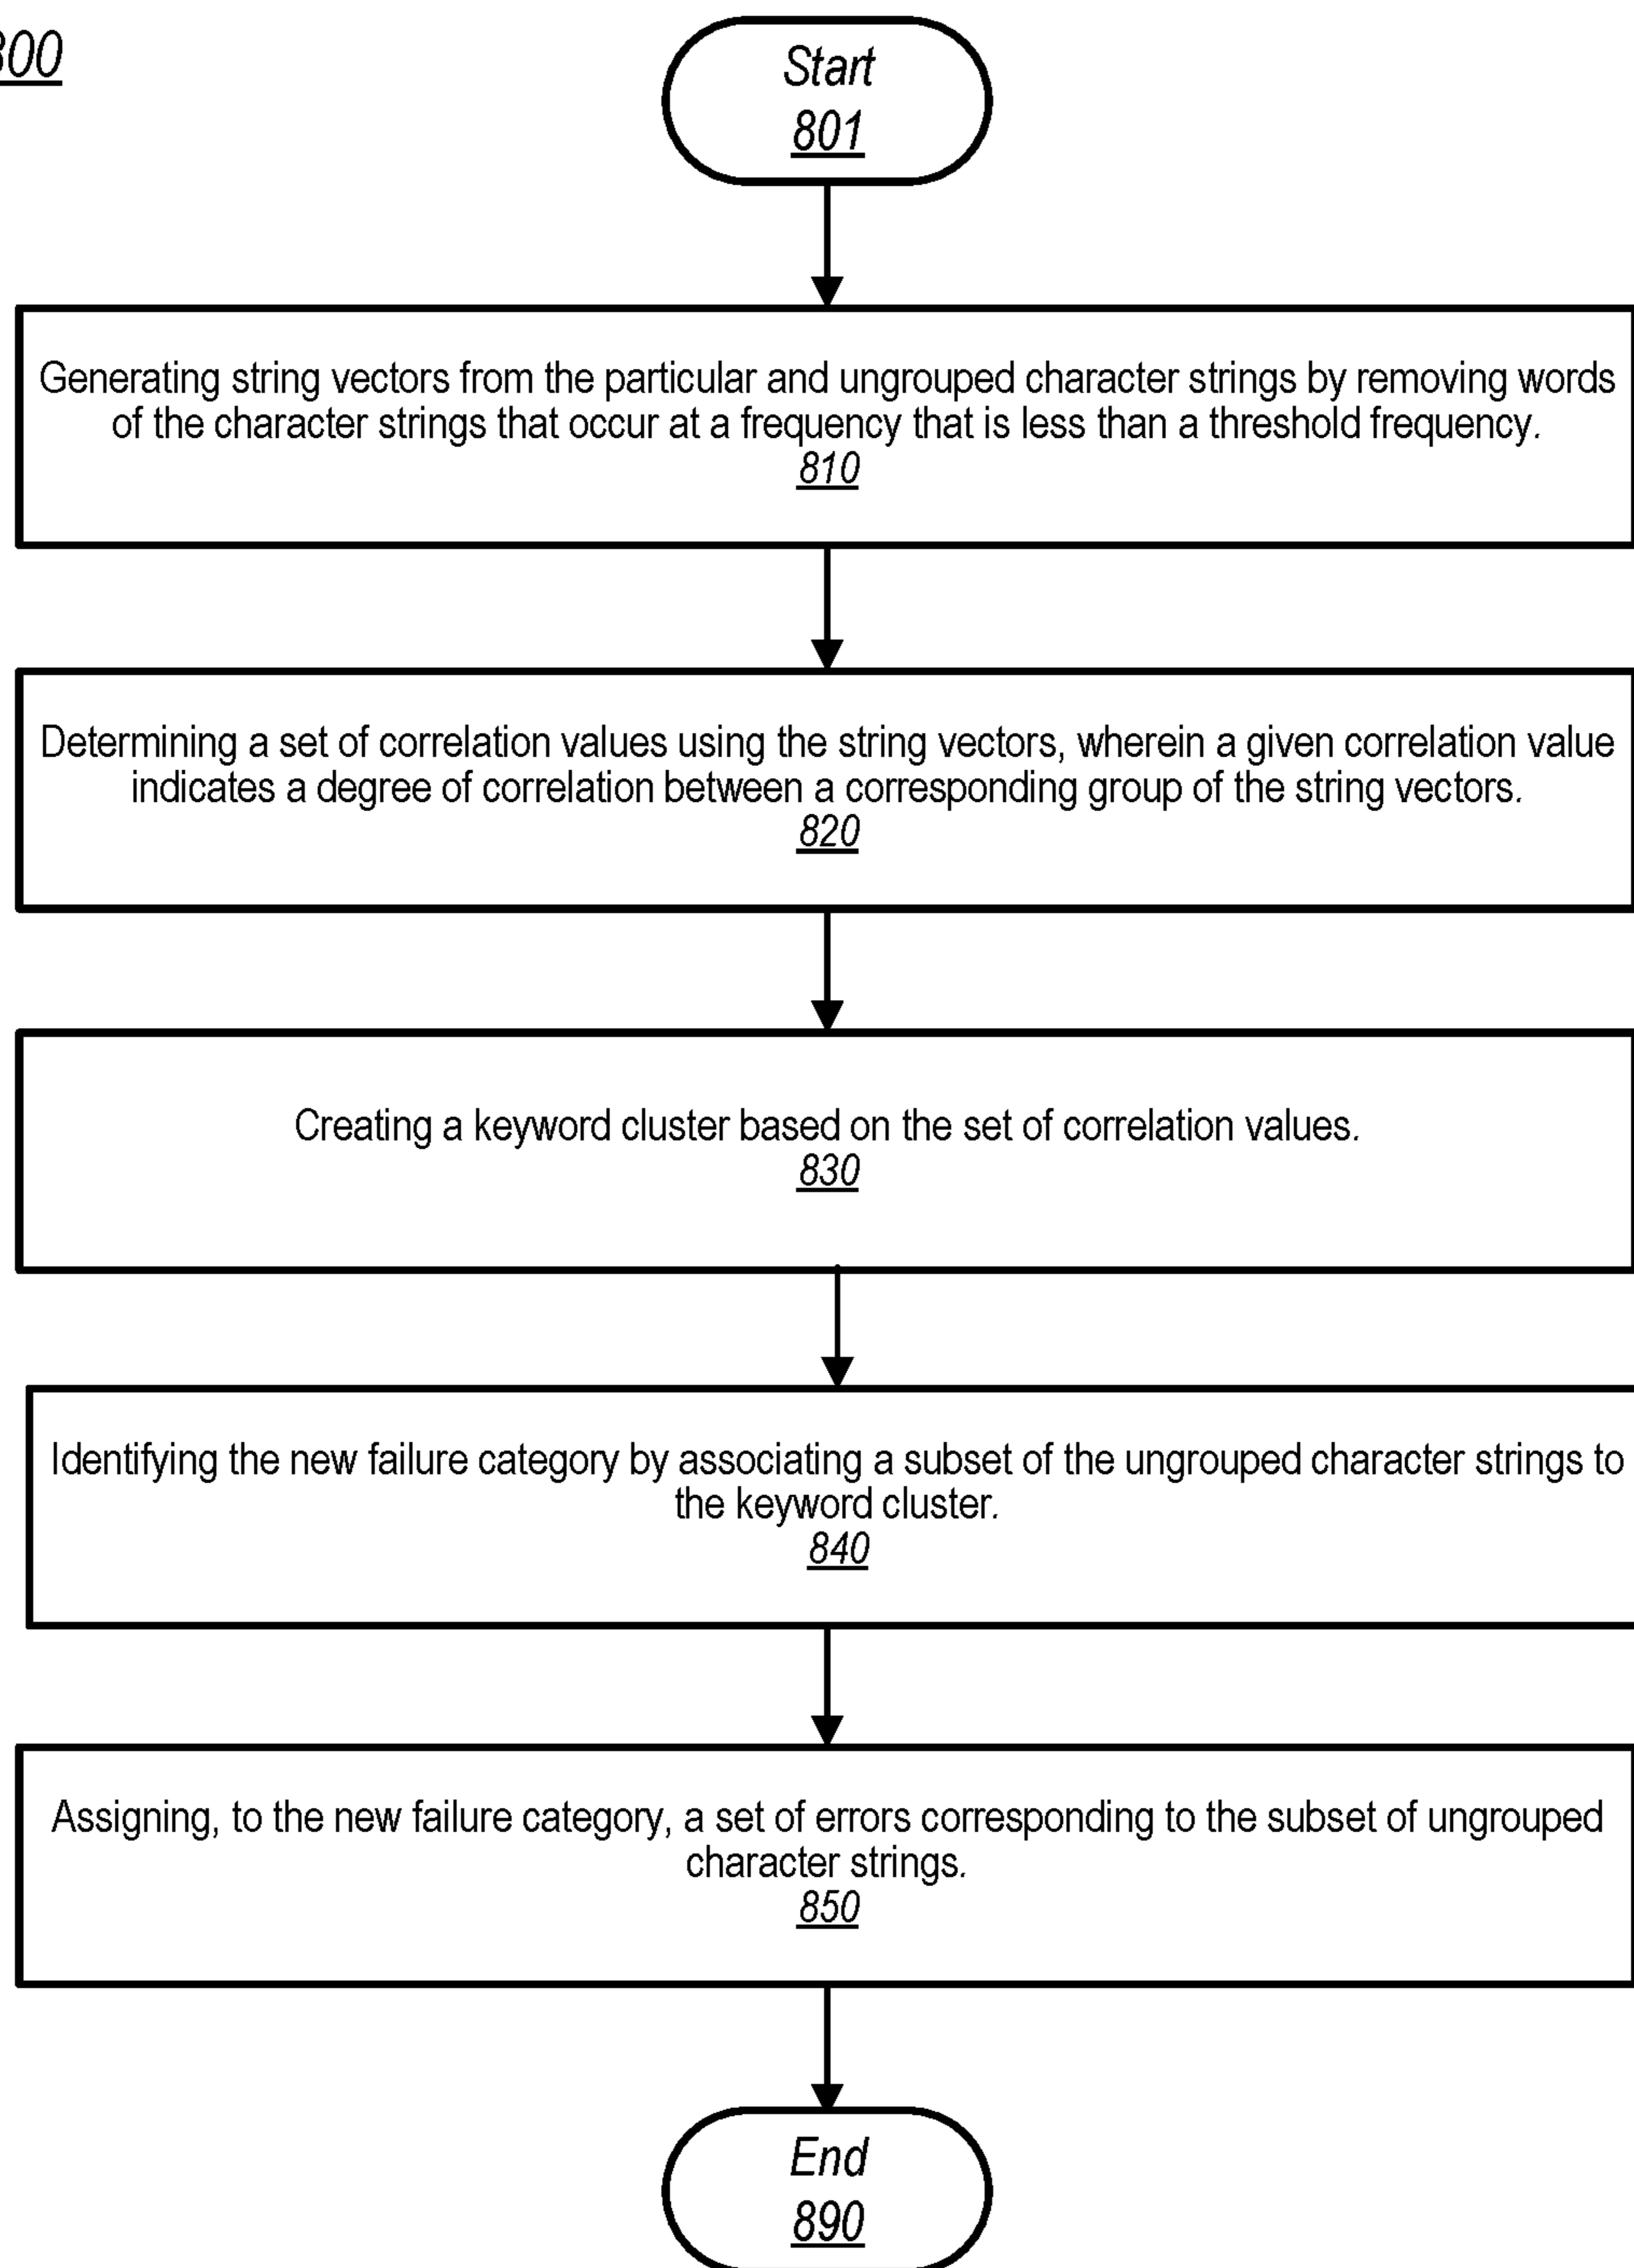 800
Start
801
Generating string vectors from the particular and ungrouped character strings by removing words
of the character strings that occur at a frequency that is less than a threshold frequency.
810
Determining a set of correlation values using the string vectors, wherein a given correlation value
indicates a degree of correlation between a corresponding group of the string vectors.
820
Creating a keyword cluster based on the set of correlation values.
830
Identifying the new failure category by associating a subset of the ungrouped character strings to
the keyword cluster.
840
Assigning, to the new failure category, a set of errors corresponding to the subset of ungrouped
character strings.
850
End
890